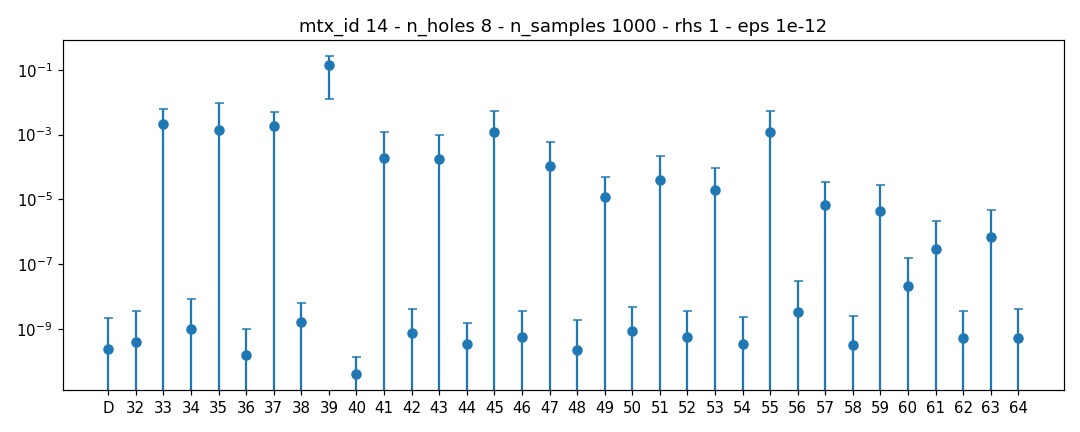 mtx_id 14 - n_holes 8 - n_samples 1000 - rhs 1 - eps 1e-12
10⁻¹
10⁻³
10⁻⁵
10⁻⁷
10⁻⁹
D 32 33 34 35 36 37 38 39 40 41 42 43 44 45 46 47 48 49 50 51 52 53 54 55 56 57 58 59 60 61 62 63 64